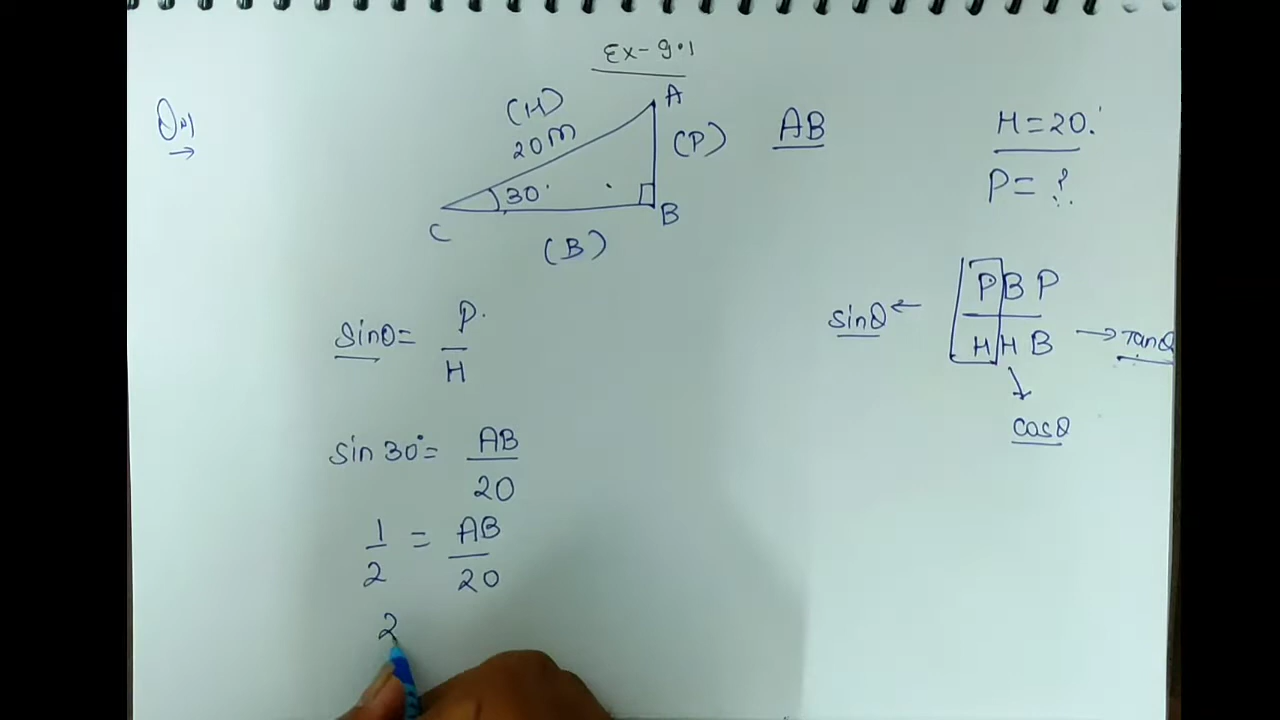 Ex-9.1
Q1)
(H)
20m
A
(P)
AB
H=20.
P=?
30°
C
B
(B)
sinθ=
P
H
sinθ ←
P B P
H H B
→ Tanθ
cosθ
sin 30°=
AB
20
1
2
=
AB
20
2